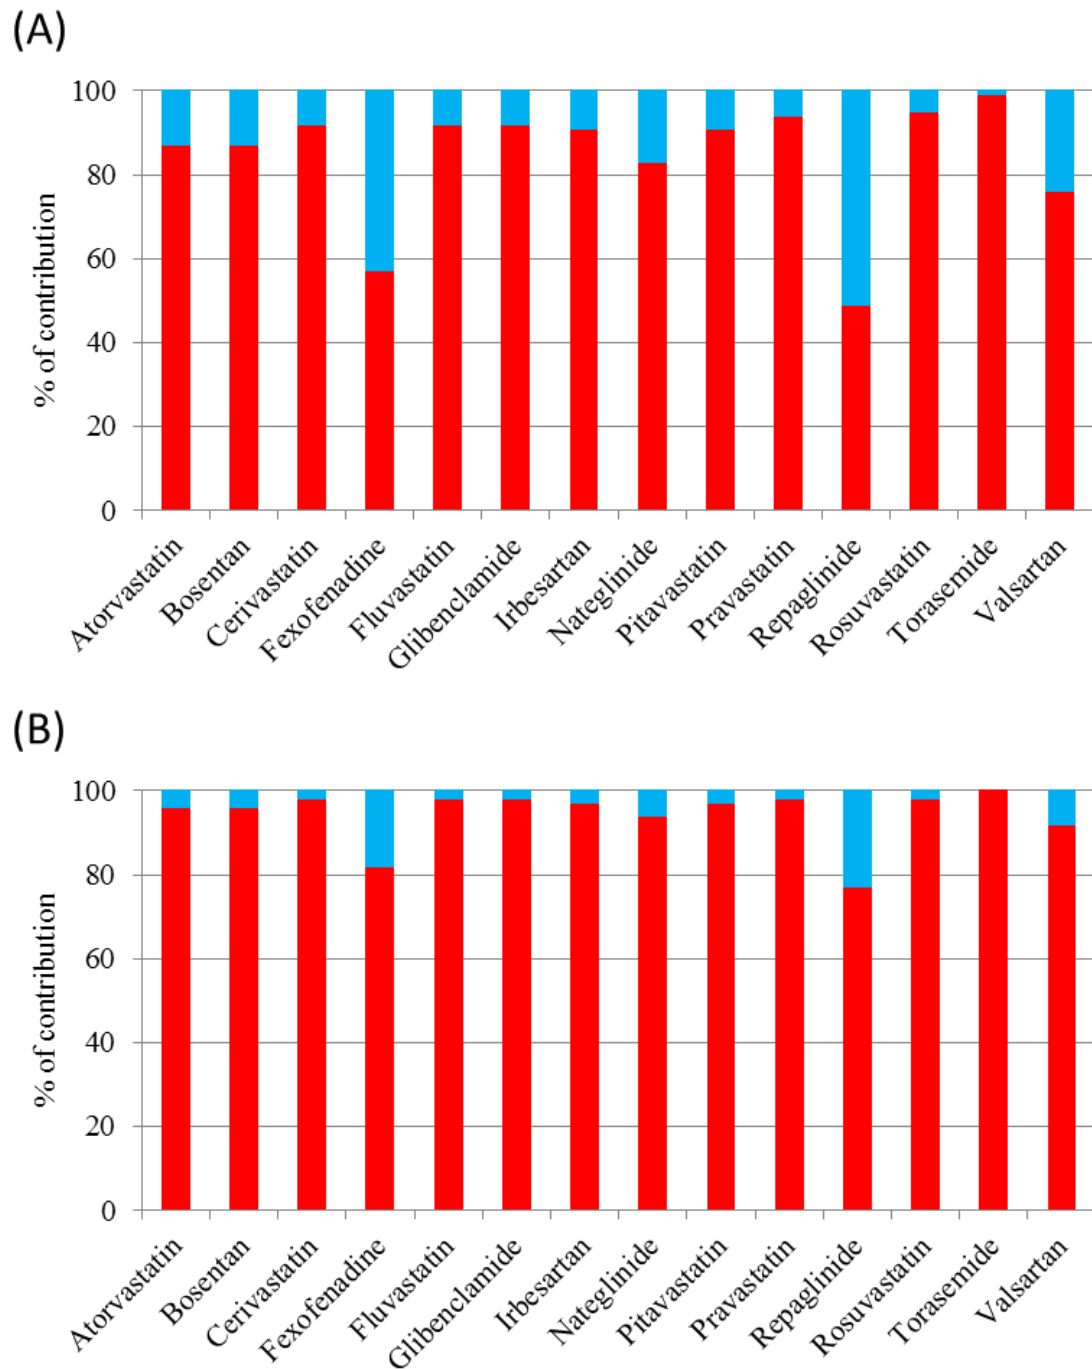 (A)
100
80
60
40
20
0
% of contribution
Atorvastatin
Bosentan
Cerivastatin
Fexofenadine
Fluvastatin
Glibenclamide
Irbesartan
Nateglinide
Pitavastatin
Pravastatin
Repaglinide
Rosuvastatin
Torasemide
Valsartan
(B)
100
80
60
40
20
0
% of contribution
Atorvastatin
Bosentan
Cerivastatin
Fexofenadine
Fluvastatin
Glibenclamide
Irbesartan
Nateglinide
Pitavastatin
Pravastatin
Repaglinide
Rosuvastatin
Torasemide
Valsartan